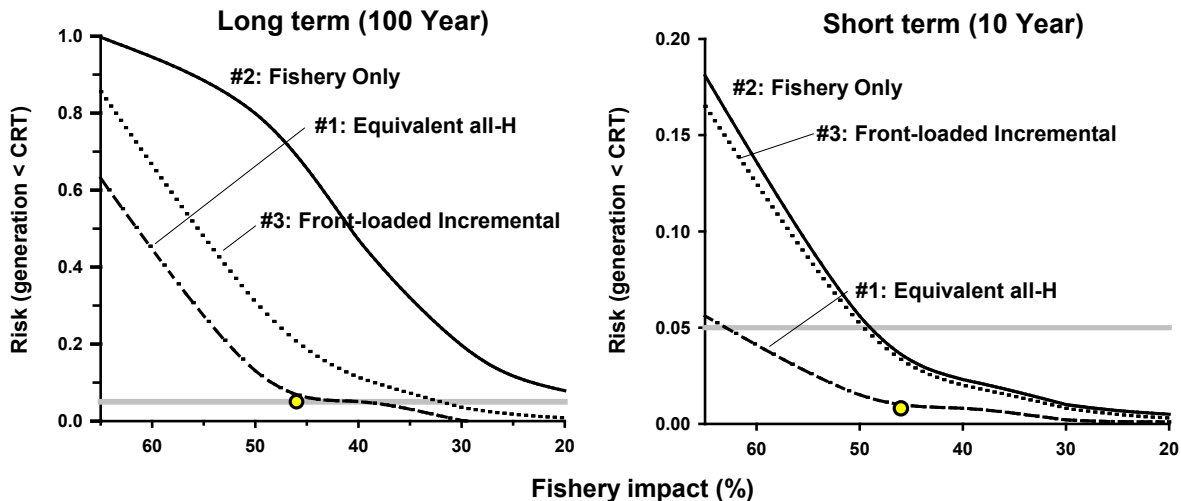 Long term (100 Year)
Risk (generation < CRT)
1.0
0.8
0.6
0.4
0.2
0.0
60
50
40
30
20
#2: Fishery Only
#1: Equivalent all-H
#3: Front-loaded Incremental
Short term (10 Year)
Risk (generation < CRT)
0.20
0.15
0.10
0.05
0.00
60
50
40
30
20
#2: Fishery Only
#3: Front-loaded Incremental
#1: Equivalent all-H
Fishery impact (%)